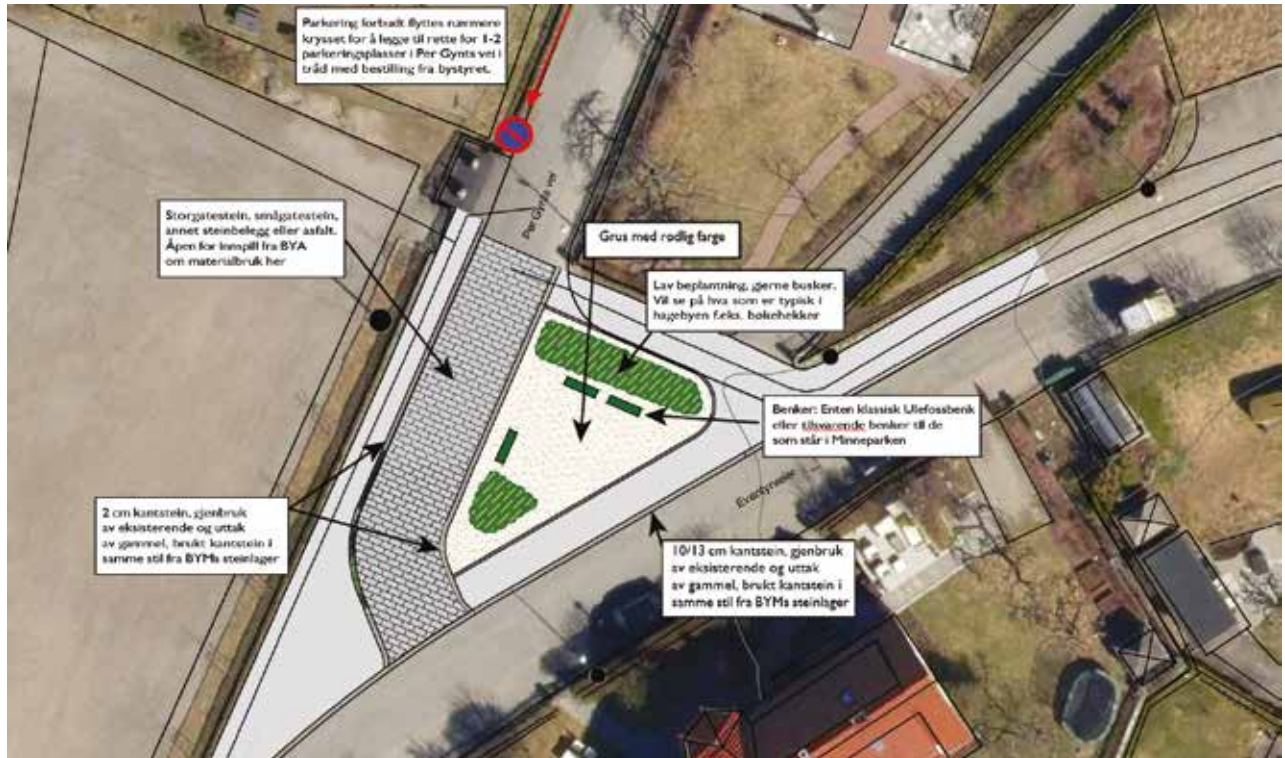 Parkering forbudt flyttes nærmere
krysset for å legge til rette for 1-2
parkeringsplasser i Per Gynts vei i
tråd med bestilling fra bystyret.
Storgatestein, smågatestein,
annet steinbelegg eller asfalt.
Åpen for innspill fra BYA
om materialbruk her
Per Gynts vei
Grus med rødlig farge
Lav beplantning, gjerne busker.
Vil se på hva som er typisk i
hagebyen f.eks. bøkehekker
Benker: Enten klassisk Ulefossbenk
eller tilsvarende benker til de
som står i Minneparken
Eventyrveien
2 cm kantstein, gjenbruk
av eksisterende og uttak
av gammel, brukt kantstein i
samme stil fra BYMs steinlager
10/13 cm kantstein, gjenbruk
av eksisterende og uttak
av gammel, brukt kantstein i
samme stil fra BYMs steinlager